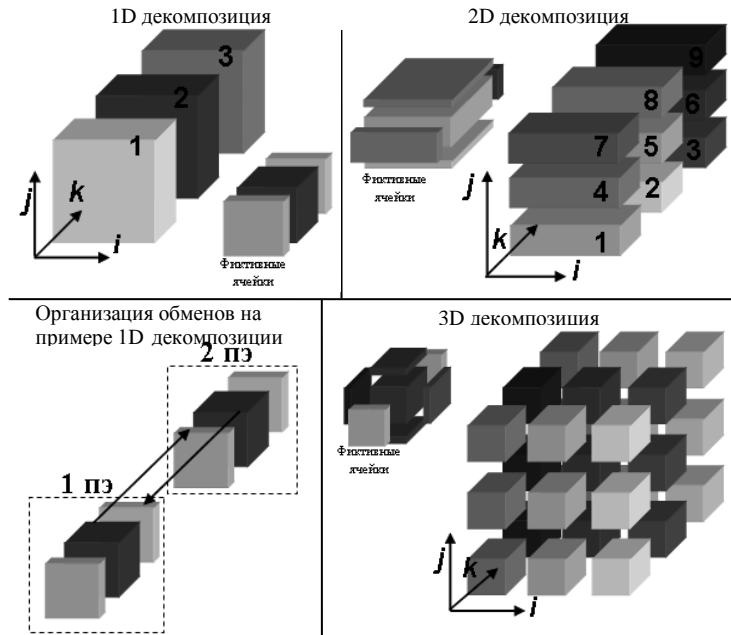 1D декомпозиция
3
2
1
j
k
i
Фиктивные
ячейки
2D декомпозиция
9
8
6
7
5
3
4
2
1
Фиктивные
ячейки
j
k
i
Организация обменов на
примере 1D декомпозиции
2 пэ
1 пэ
3D декомпозиция
Фиктивные
ячейки
j
k
i